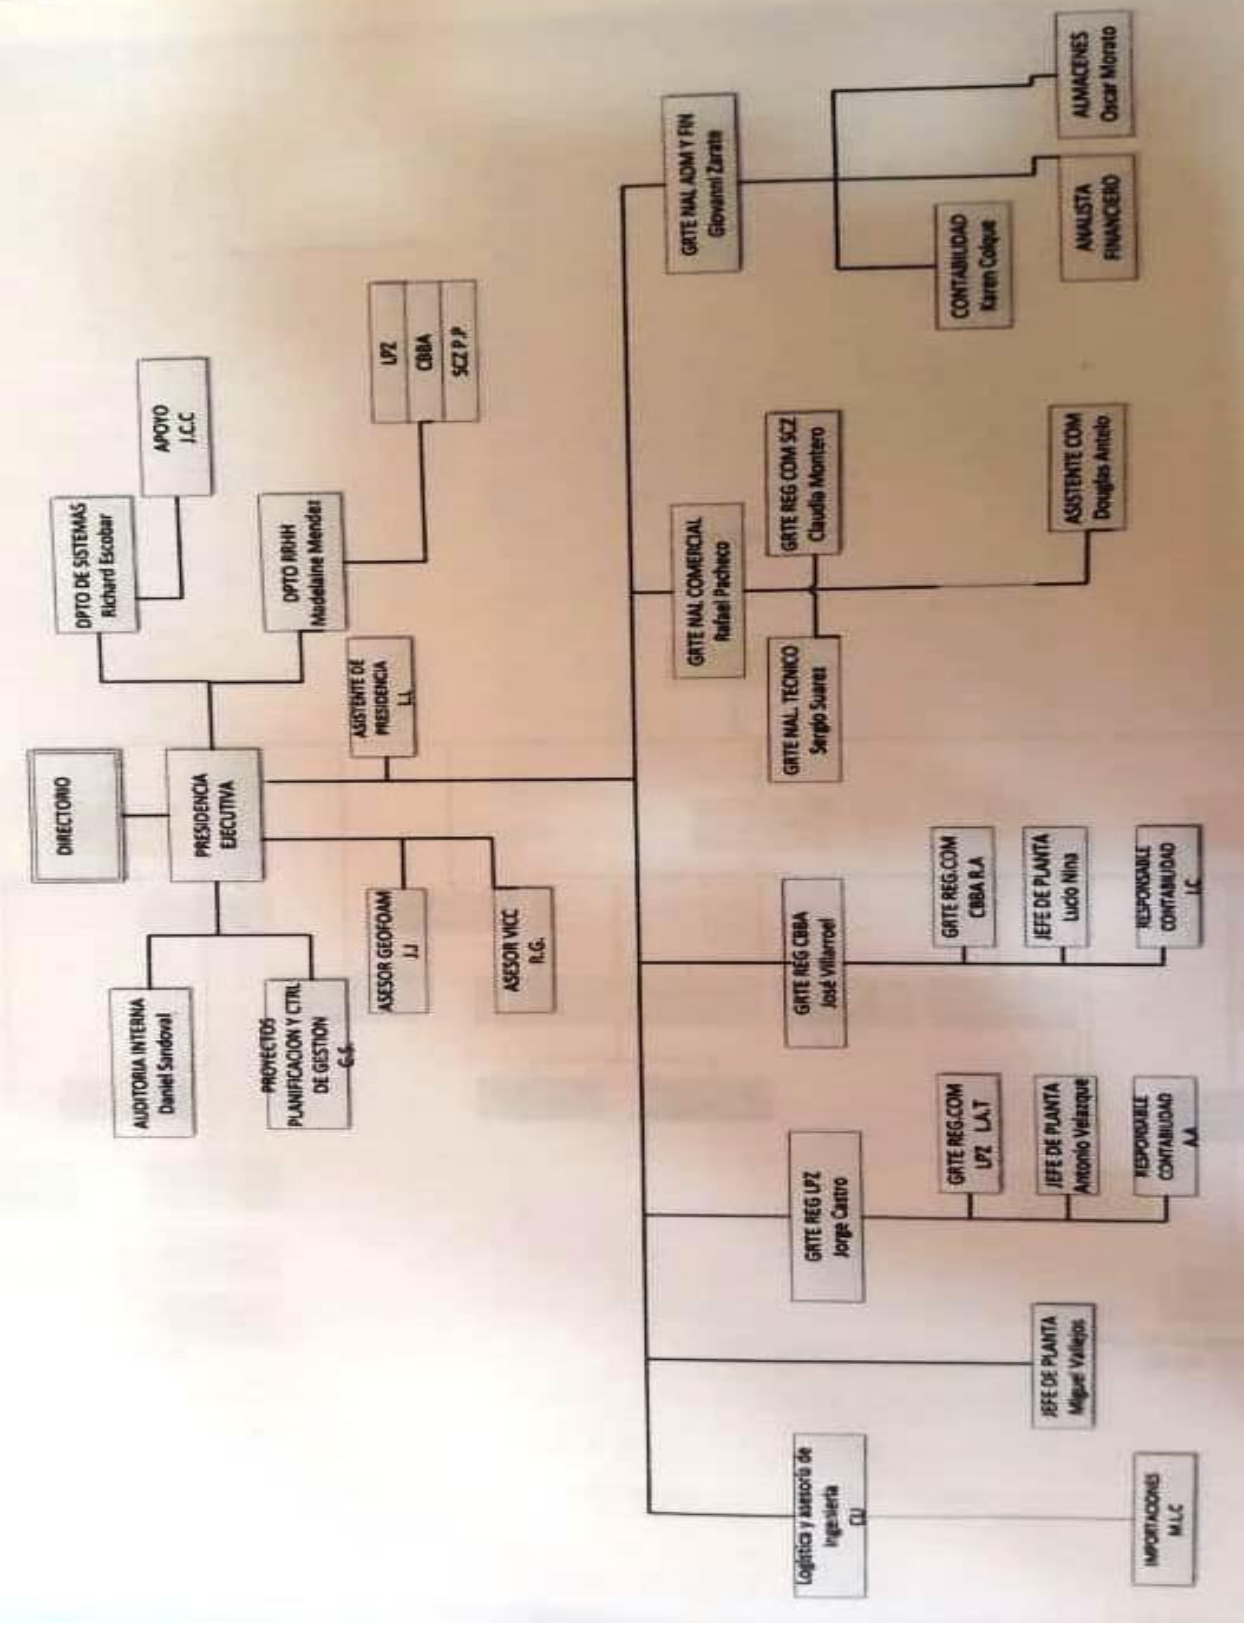 DIRECTORIO
PRESIDENCIA
EJECUTIVA
AUDITORIA INTERNA
Daniel Sandoval
PROYECTOS
PLANIFICACION Y CTRL
DE GESTION
G.S.
DPTO DE SISTEMAS
Richard Escobar
APOYO
J.C.C
DPTO RRHH
Madelaine Mendez
LPZ
CBBA
SCZ P.P
ASISTENTE DE
PRESIDENCIA
L.L
ASESOR GEOFOAM
J.J
ASESOR VICC
R.G.
Logistica y asesoria de
Ingenieria
IMPORTACIONES
M.L.C
JEFE DE PLANTA
Miguel Vallejos
GRTE REG LPZ
Jorge Castro
GRTE REG.COM
LPZ L.A.T
JEFE DE PLANTA
Antonio Velazque
RESPONSABLE
CONTABILIDAD
A.A
GRTE REG CBBA
José Villarroel
GRTE REG.COM
CBBA R.A
JEFE DE PLANTA
Lucio Nina
RESPONSABLE
CONTABILIDAD
I.C
GRTE NAL COMERCIAL
Rafael Pacheco
GRTE NAL. TECNICO
Sergio Suarez
GRTE REG COM SCZ
Claudia Montero
ASISTENTE COM
Douglas Antelo
GRTE NAL ADM Y FIN
Giovanni Zarate
CONTABILIDAD
Karen Colque
ANALISTA
FINANCIERO
ALMACENES
Oscar Morato